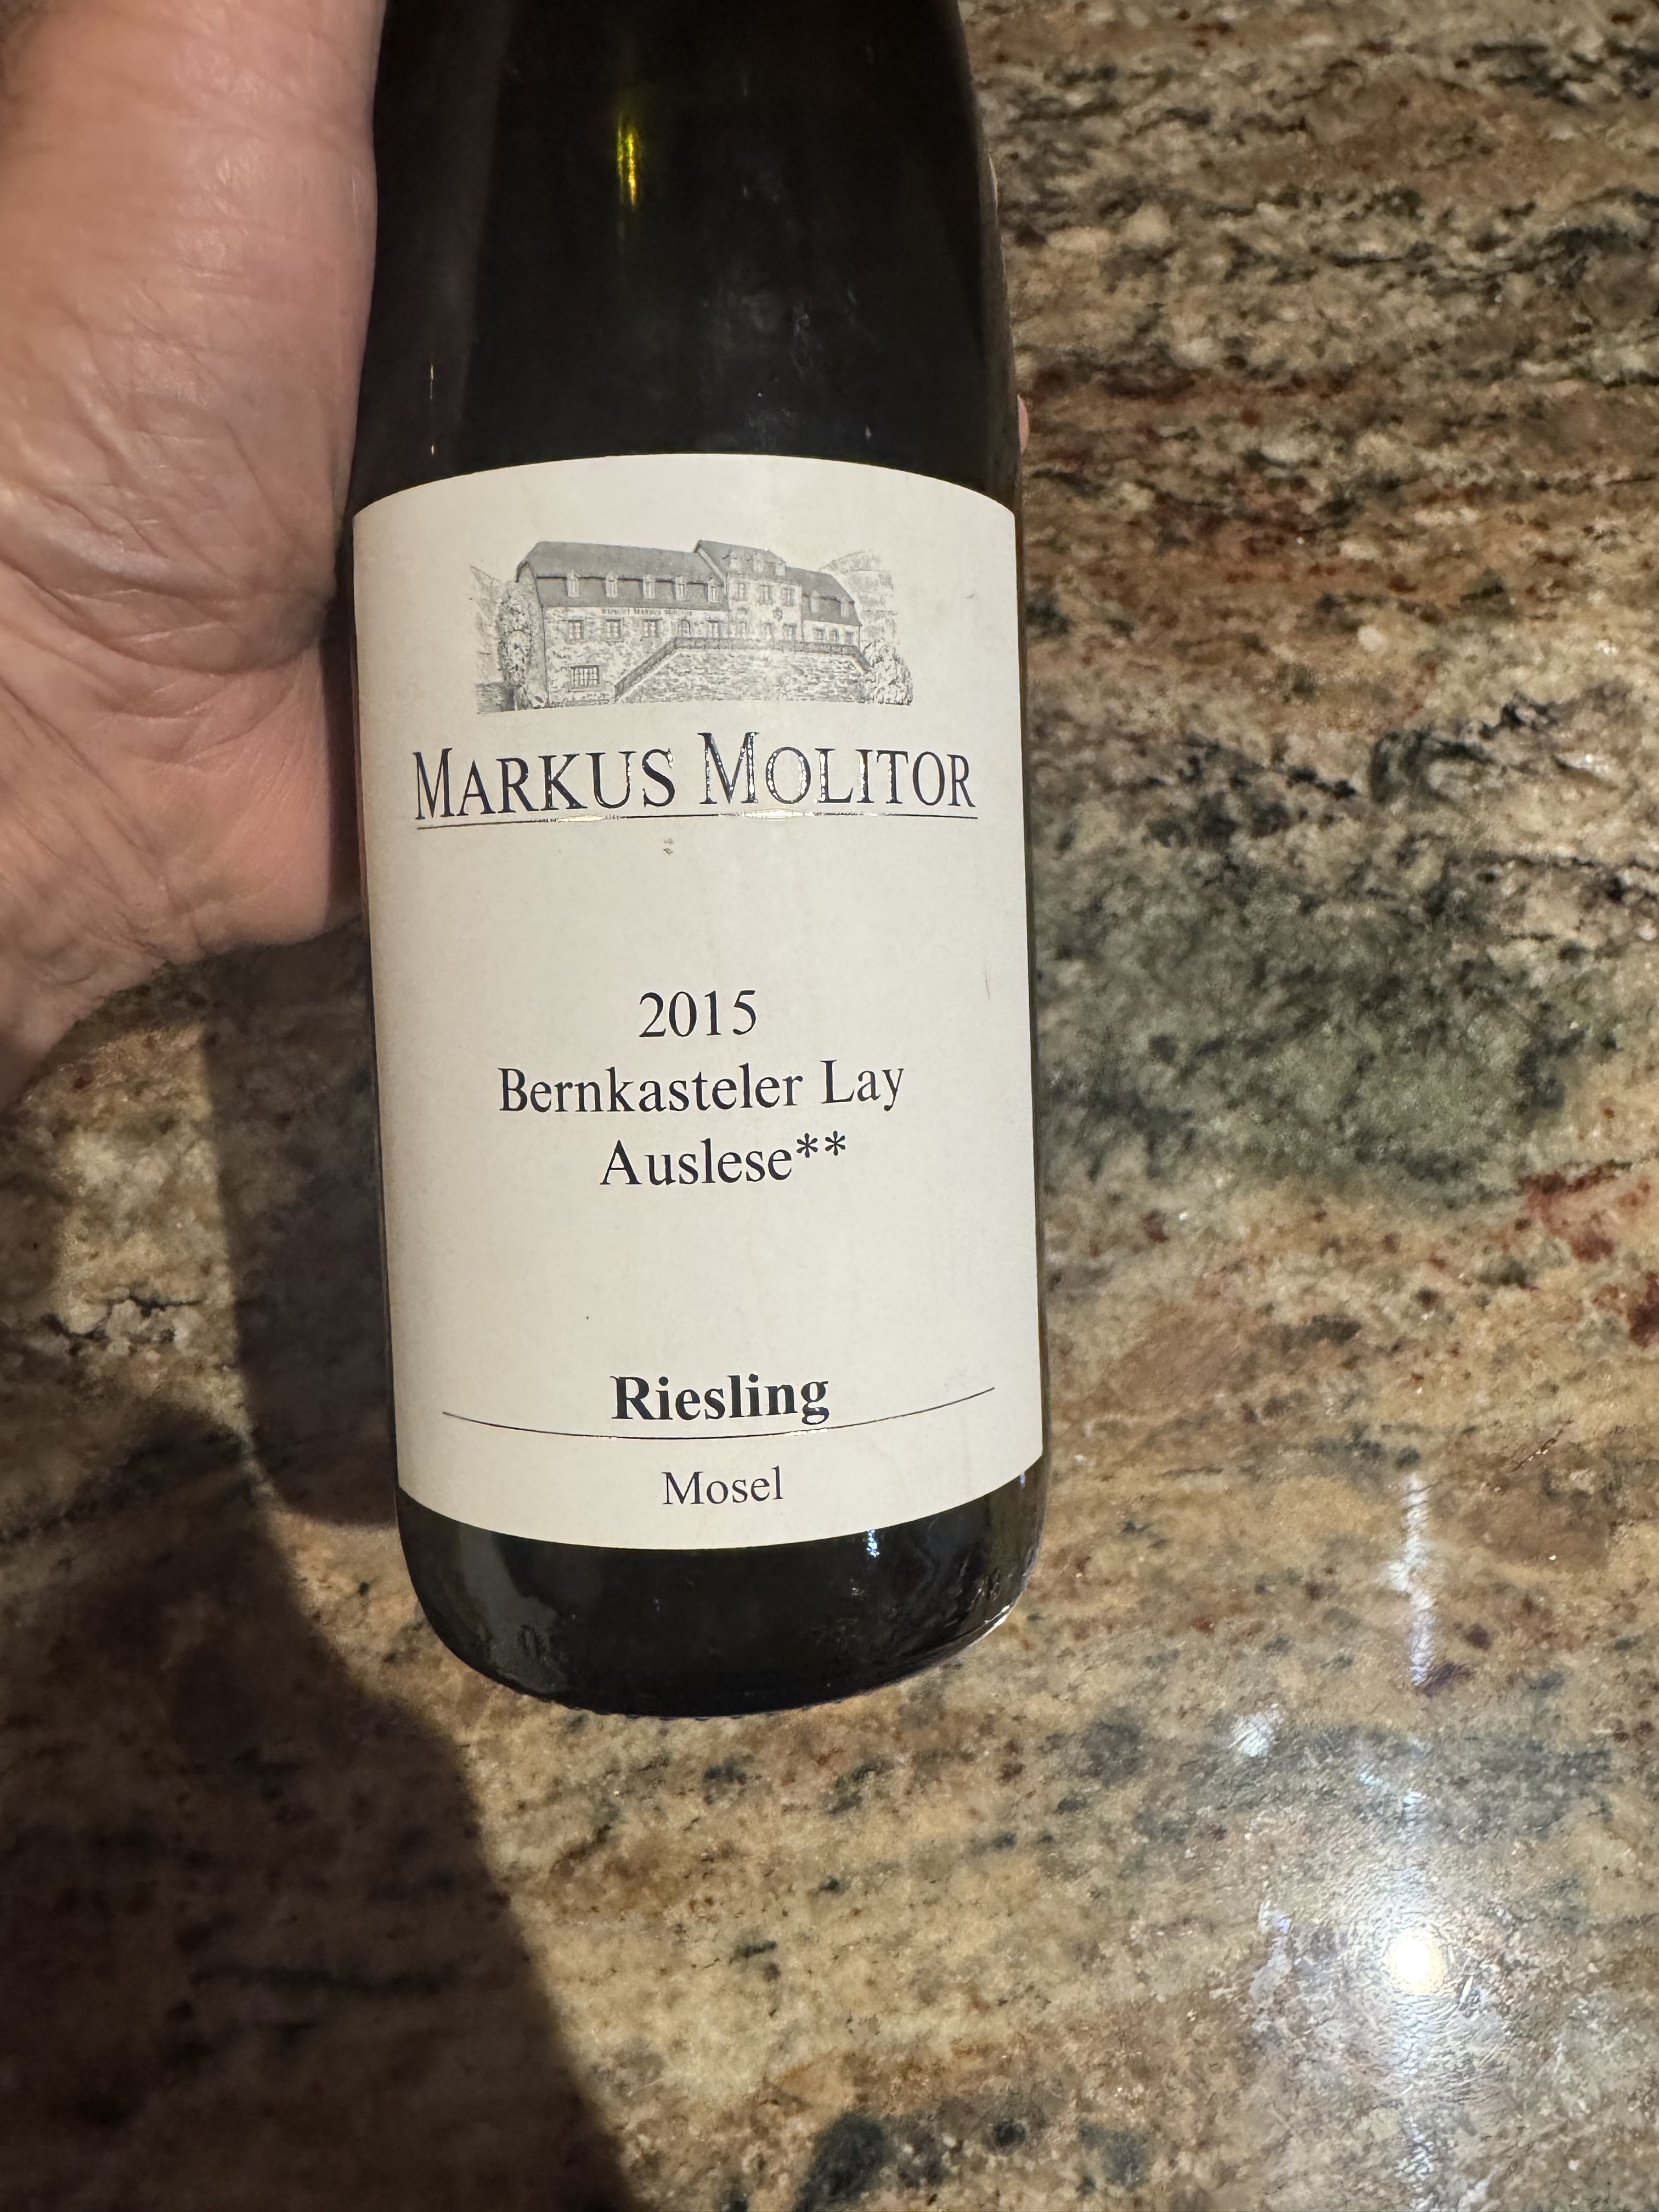 MARKUS MOLITOR
2015
Bernkasteler Lay
Auslese**
Riesling
Mosel